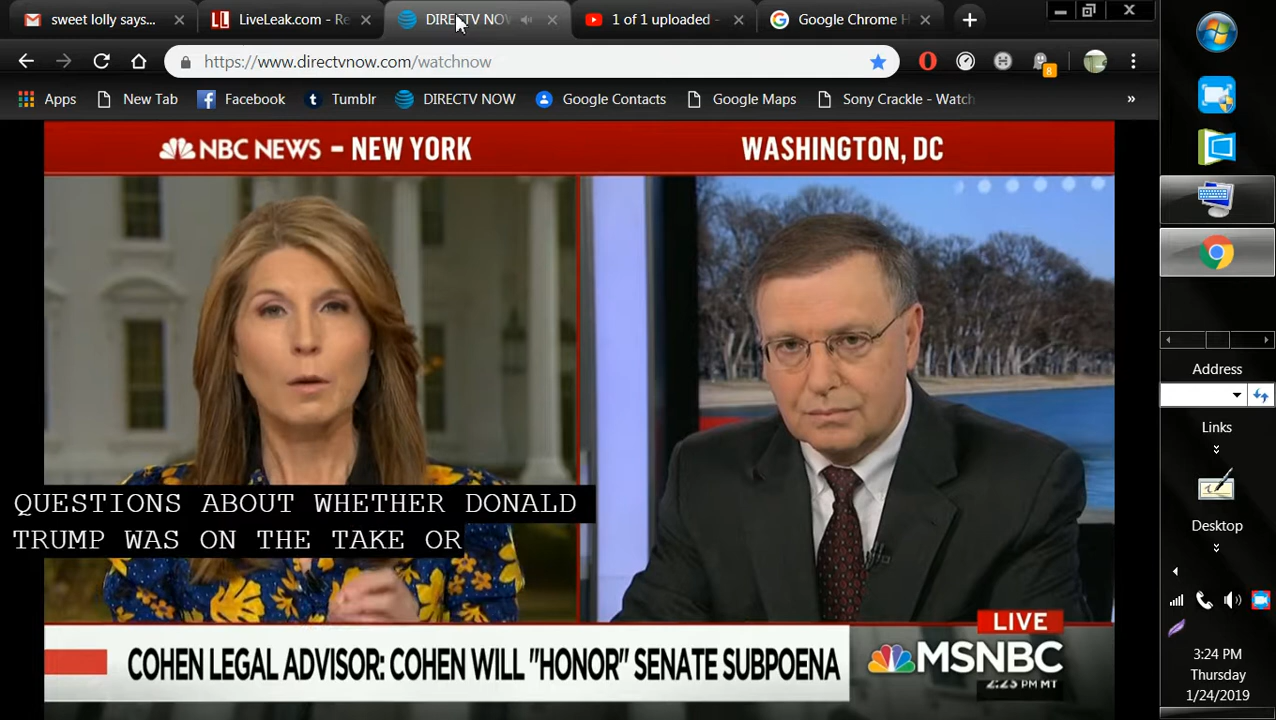 sweet lolly says...
LiveLeak.com - Re
DIRECTV NOV
1 of 1 uploaded -
Google Chrome H
https://www.directvnow.com/watchnow
8
Apps
New Tab
Facebook
Tumblr
DIRECTV NOW
Google Contacts
Google Maps
Sony Crackle - Watch
»
NBC NEWS – NEW YORK
WASHINGTON, DC
QUESTIONS ABOUT WHETHER DONALD
TRUMP WAS ON THE TAKE OR
LIVE
COHEN LEGAL ADVISOR: COHEN WILL "HONOR" SENATE SUBPOENA
MSNBC
2:23 PM MT
Address
Links
Desktop
3:24 PM
Thursday
1/24/2019